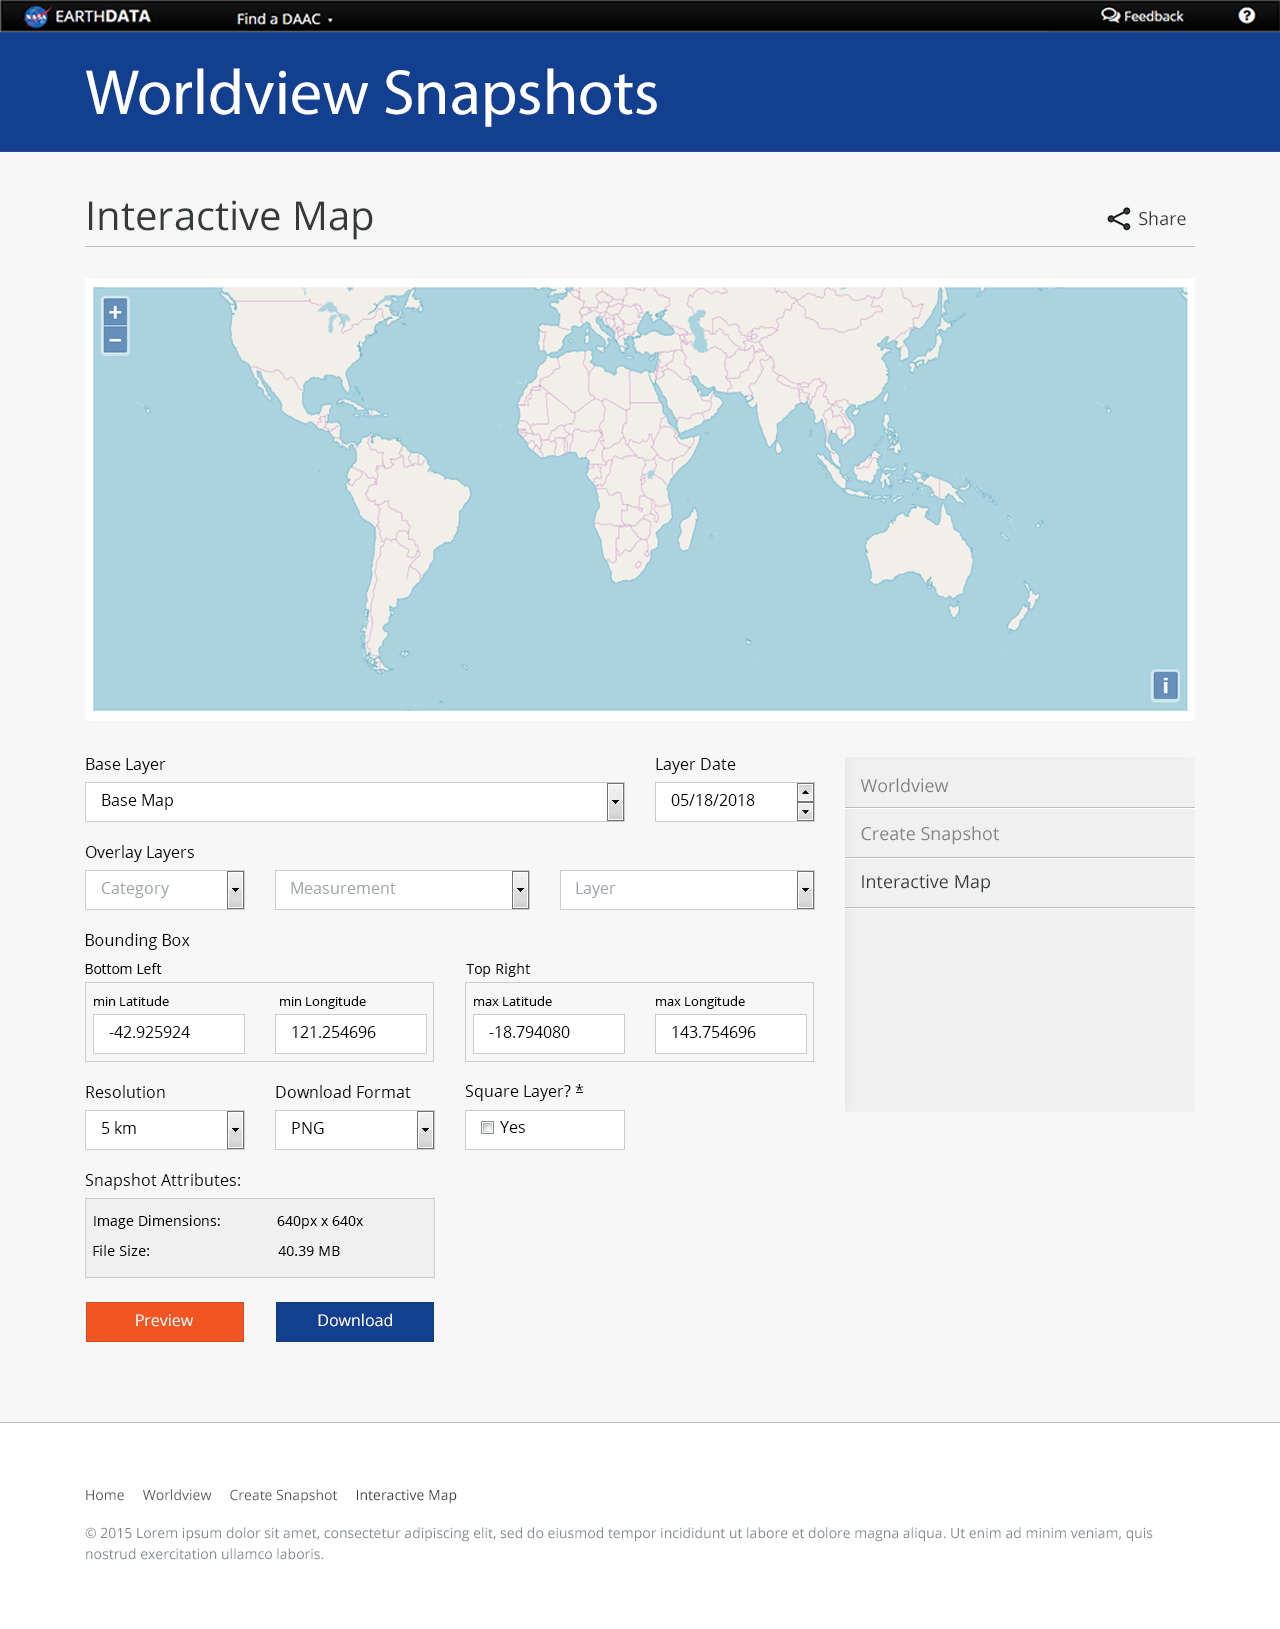 EARTHDATA Find a DAAC Feedback ?
Worldview Snapshots
Interactive Map Share
+
−
i
Base Layer Layer Date
Base Map 05/18/2018
Overlay Layers
Category Measurement Layer
Bounding Box
Bottom Left Top Right
min Latitude min Longitude max Latitude max Longitude
-42.925924 121.254696 -18.794080 143.754696
Resolution Download Format Square Layer? *
5 km PNG Yes
Snapshot Attributes:
Image Dimensions: 640px x 640x
File Size: 40.39 MB
Preview Download
Worldview
Create Snapshot
Interactive Map
Home Worldview Create Snapshot Interactive Map
© 2015 Lorem ipsum dolor sit amet, consectetur adipiscing elit, sed do eiusmod tempor incididunt ut labore et dolore magna aliqua. Ut enim ad minim veniam, quis
nostrud exercitation ullamco laboris.